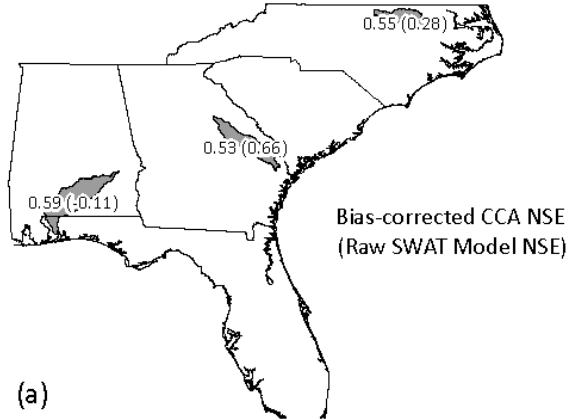 0.55 (0.28)
0.53 (0.66)
0.59 (-0.11)
Bias-corrected CCA NSE
(Raw SWAT Model NSE)
(a)